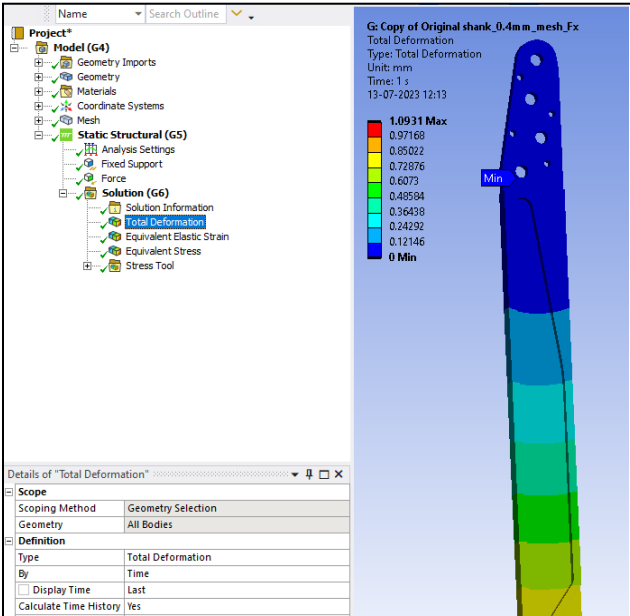 Name
Search Outline
Project*
Model (G4)
Geometry Imports
Geometry
Materials
Coordinate Systems
Mesh
Static Structural (G5)
Analysis Settings
Fixed Support
Force
Solution (G6)
Solution Information
Total Deformation
Equivalent Elastic Strain
Equivalent Stress
Stress Tool
Details of "Total Deformation"
Scope
Scoping Method Geometry Selection
Geometry All Bodies
Definition
Type Total Deformation
By Time
Display Time Last
Calculate Time History Yes
G: Copy of Original shank_0.4mm_mesh_Fx
Total Deformation
Type: Total Deformation
Unit: mm
Time: 1 s
13-07-2023 12:13
1.0931 Max
0.97168
0.85022
0.72876
0.6073
0.48584
0.36438
0.24292
0.12146
0 Min
Min